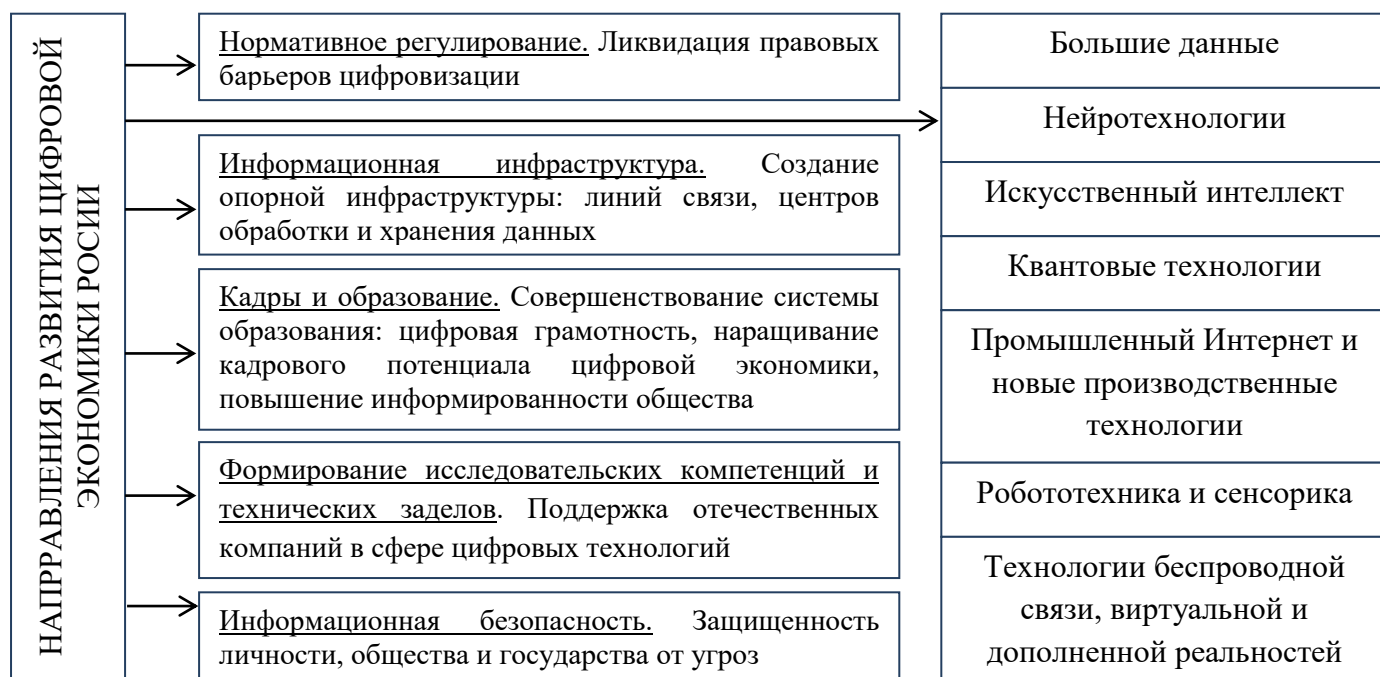 НАПРРАВЛЕНИЯ РАЗВИТИЯ ЦИФРОВОЙ
ЭКОНОМИКИ РОСИИ
Нормативное регулирование. Ликвидация правовых
барьеров цифровизации
Информационная инфраструктура. Создание
опорной инфраструктуры: линий связи, центров
обработки и хранения данных
Кадры и образование. Совершенствование системы
образования: цифровая грамотность, наращивание
кадрового потенциала цифровой экономики,
повышение информированности общества
Формирование исследовательских компетенций и
технических заделов. Поддержка отечественных
компаний в сфере цифровых технологий
Информационная безопасность. Защищенность
личности, общества и государства от угроз
Большие данные
Нейротехнологии
Искусственный интеллект
Квантовые технологии
Промышленный Интернет и
новые производственные
технологии
Робототехника и сенсорика
Технологии беспроводной
связи, виртуальной и
дополненной реальностей